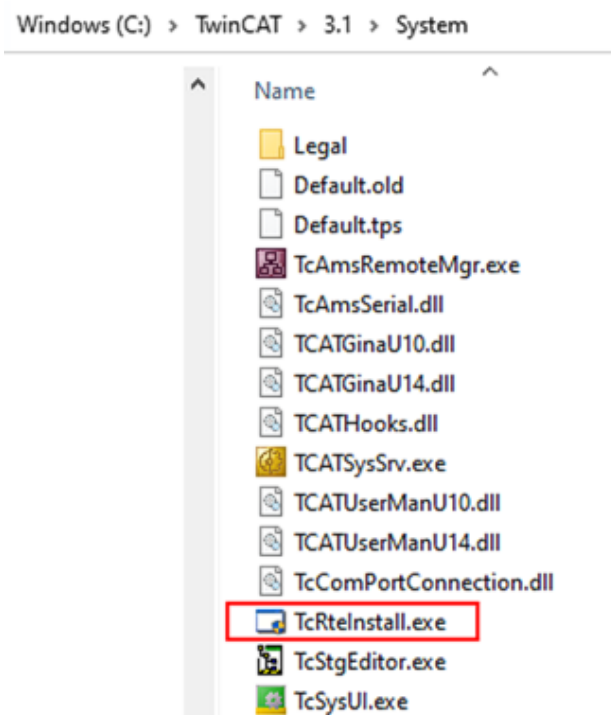 Windows (C:) > TwinCAT > 3.1 > System
Name
Legal
Default.old
Default.tps
TcAmsRemoteMgr.exe
TcAmsSerial.dll
TCATGinaU10.dll
TCATGinaU14.dll
TCATHooks.dll
TCATSysSrv.exe
TCATUserManU10.dll
TCATUserManU14.dll
TcComPortConnection.dll
TcRteInstall.exe
TcStgEditor.exe
TcSysUI.exe